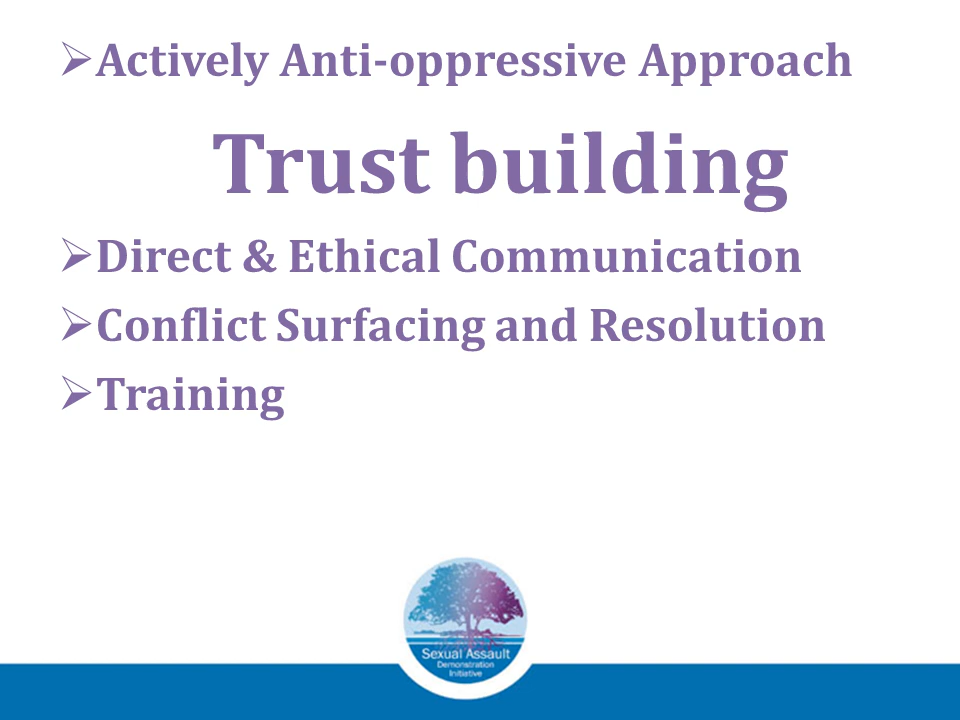 ➢Actively Anti-oppressive Approach
Trust building
➢Direct & Ethical Communication
➢Conflict Surfacing and Resolution
➢Training
Sexual Assault
Demonstration
Initiative